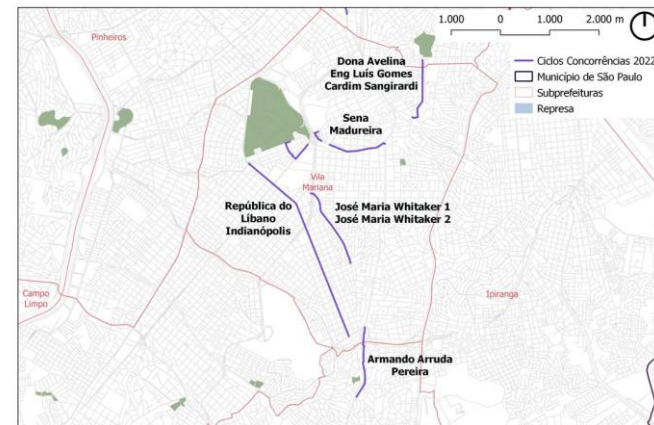 1.000 0 1.000 2.000 m
Pinheiros
Dona Avelina
Eng Luís Gomes
Cardim Sangirardi
Ciclos Concorrências 2022
Município de São Paulo
Subprefeituras
Represa
Sena
Madureira
Vila
Mariana
República do
Líbano
Indianópolis
José Maria Whitaker 1
José Maria Whitaker 2
Campo
Limpo
Ipiranga
Armando Arruda
Pereira